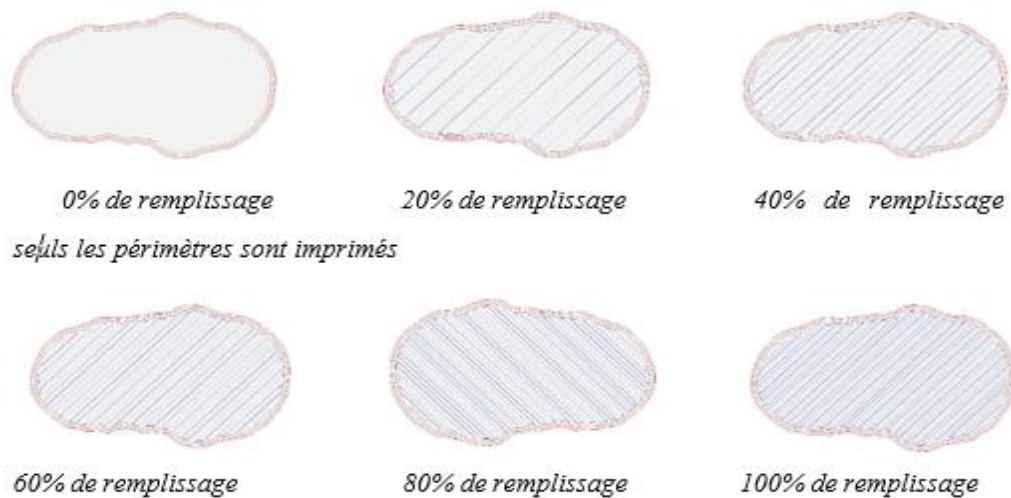 0% de remplissage
20% de remplissage
40% de remplissage
seuls les périmètres sont imprimés
60% de remplissage
80% de remplissage
100% de remplissage